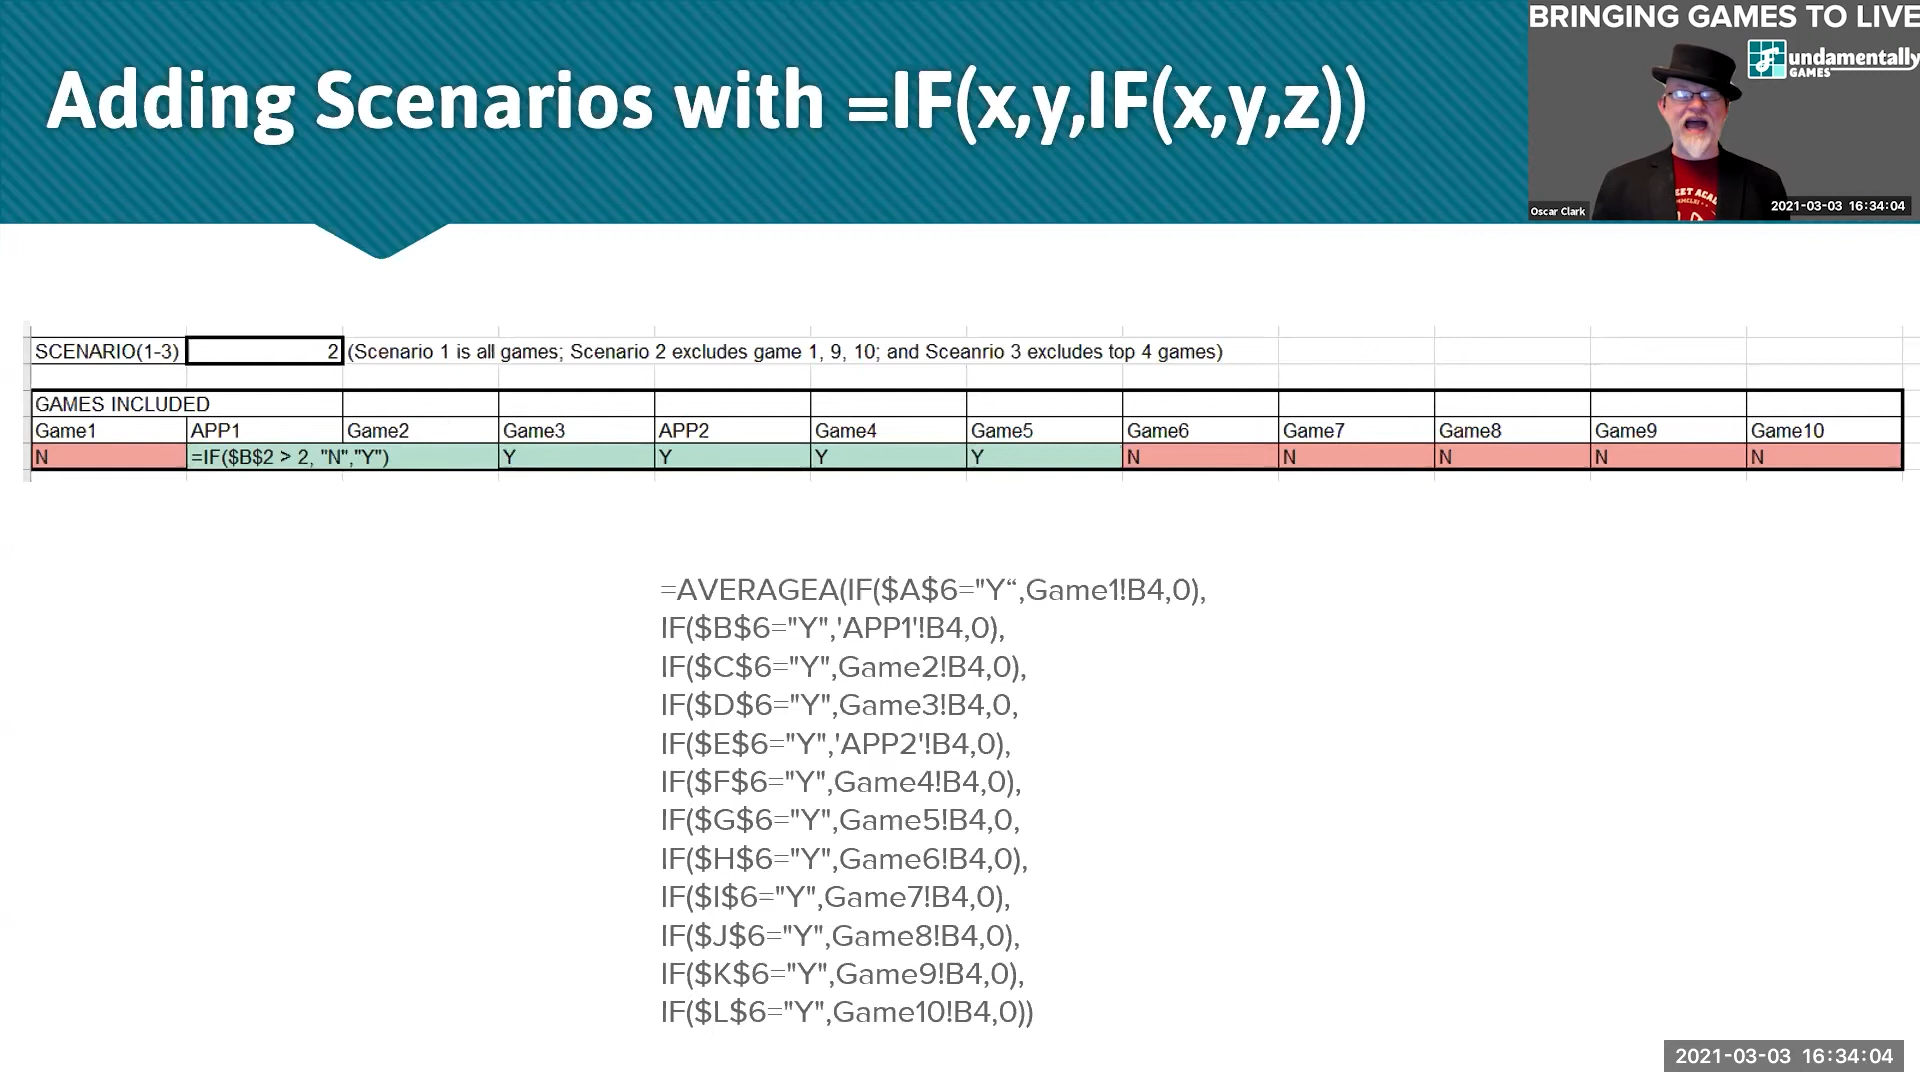 Adding Scenarios with =IF(x,y,IF(x,y,z))
BRINGING GAMES TO LIVE
undamentally
GAMES
Oscar Clark
2021-03-03 16:34:04
SCENARIO(1-3) 2 (Scenario 1 is all games; Scenario 2 excludes game 1, 9, 10; and Sceanrio 3 excludes top 4 games)
GAMES INCLUDED
Game1 APP1 Game2 Game3 APP2 Game4 Game5 Game6 Game7 Game8 Game9 Game10
N =IF($B$2 > 2, "N","Y") Y Y Y Y N N N N N
=AVERAGEA(IF($A$6="Y“,Game1!B4,0),
IF($B$6="Y",'APP1'!B4,0),
IF($C$6="Y",Game2!B4,0),
IF($D$6="Y",Game3!B4,0,
IF($E$6="Y",'APP2'!B4,0),
IF($F$6="Y",Game4!B4,0),
IF($G$6="Y",Game5!B4,0,
IF($H$6="Y",Game6!B4,0),
IF($I$6="Y",Game7!B4,0),
IF($J$6="Y",Game8!B4,0),
IF($K$6="Y",Game9!B4,0),
IF($L$6="Y",Game10!B4,0))
2021-03-03 16:34:04